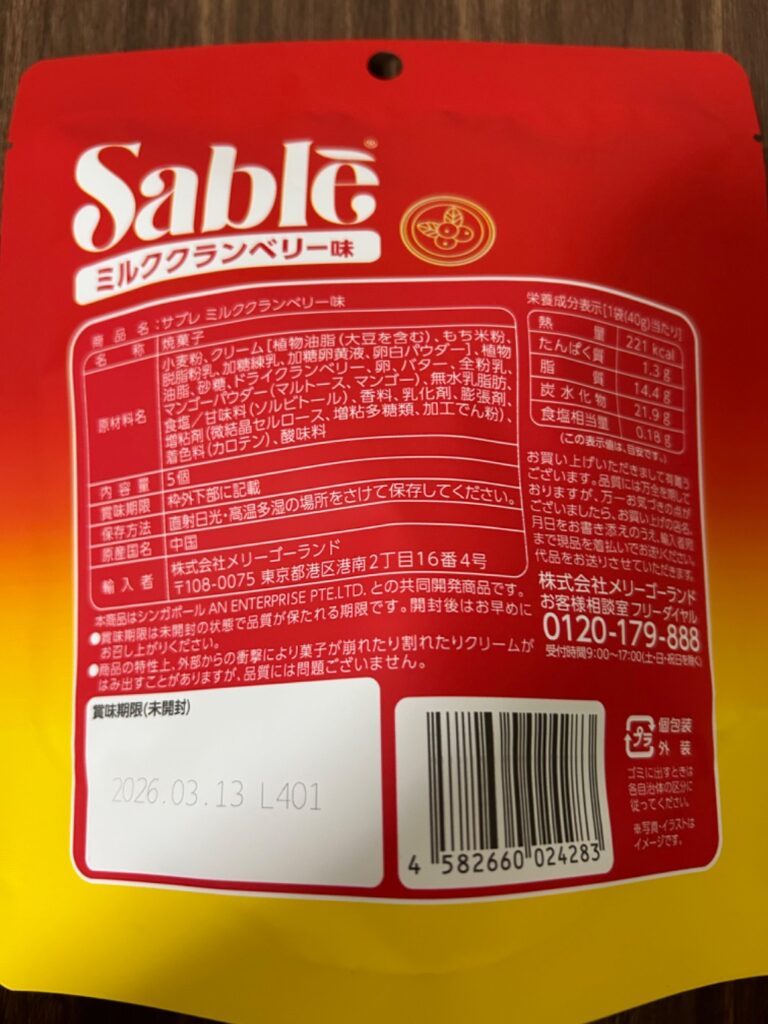 Sablē®
ミルククランベリー味
商品名:サブレ ミルククランベリー味
名称 焼菓子
原材料名
小麦粉、クリーム[植物油脂(大豆を含む)、もち米粉、
脱脂粉乳、加糖練乳、加糖卵黄液、卵白パウダー]、植物
油脂、砂糖、ドライクランベリー、卵、バター、全粉乳、
マンゴーパウダー(マルトース、マンゴー)、無水乳脂肪、
食塩/甘味料(ソルビトール)、香料、乳化剤、膨張剤、
増粘剤(微結晶セルロース、増粘多糖類、加工でん粉)、
着色料(カロテン)、酸味料
内容量 5個
賞味期限 枠外下部に記載
保存方法 直射日光・高温多湿の場所をさけて保存してください。
原産国名 中国
輸入者 株式会社メリーゴーランド
〒108-0075 東京都港区港南2丁目16番4号
本商品はシンガポール AN ENTERPRISE PTE.LTD. との共同開発商品です。
●賞味期限は未開封の状態で品質が保たれる期限です。開封後はお早めに
お召し上がりください。
●商品の特性上、外部からの衝撃により菓子が崩れたり割れたりクリームが
はみ出すことがありますが、品質には問題ございません。
栄養成分表示[1袋(40g)当たり]
熱量 221 kcal
たんぱく質 1.3 g
脂質 14.4 g
炭水化物 21.9 g
食塩相当量 0.18 g
(この表示値は、目安です。)
お買い上げいただきまして有難う
ございます。品質には万全を期して
おりますが、万一お気づきの点が
ございましたら、お買い上げの店名、
月日をお書き添えのうえ、輸入者宛
まで現品を着払いでお送りください。
代品をお送りさせていただきます。
株式会社メリーゴーランド
お客様相談室 フリーダイヤル
0120-179-888
受付時間9:00〜17:00(土・日・祝日を除く)
賞味期限(未開封)
2026.03.13 L401
4 582660 024283
プラ
個包装
外装
ゴミに出すときは
各自治体の区分に
従ってください。
※写真・イラストは
イメージです。